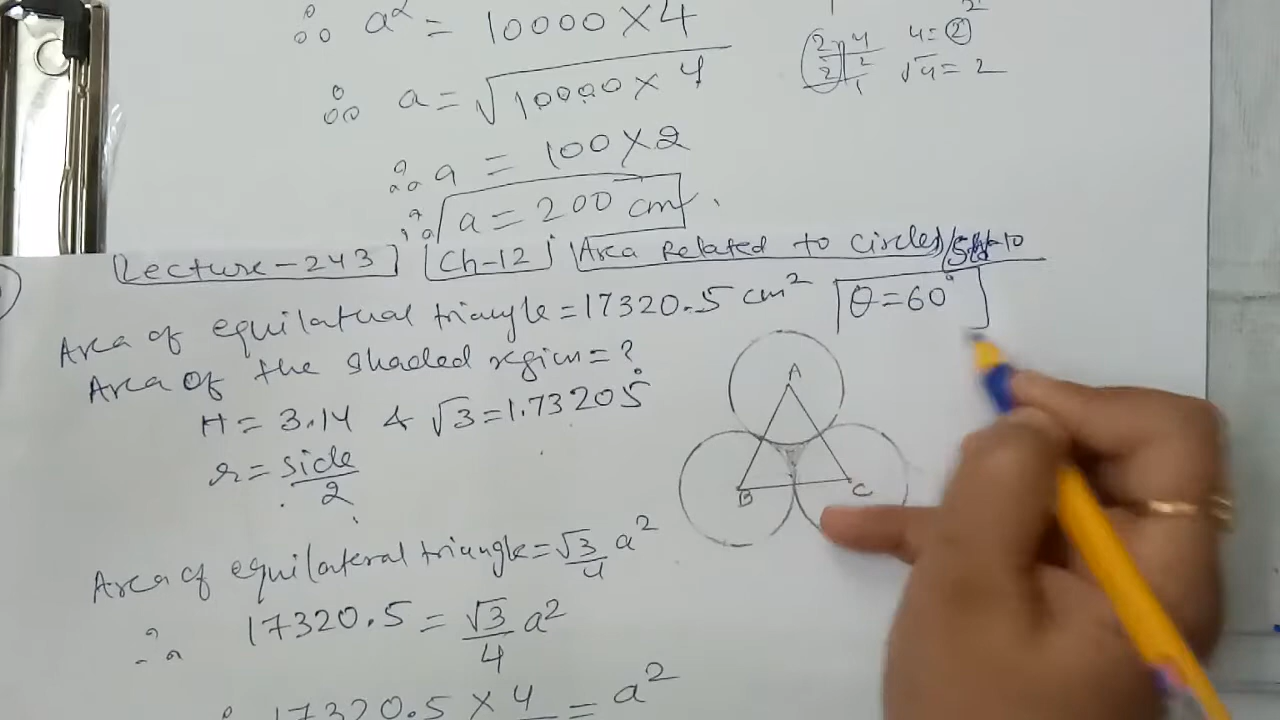 ∴ a² = 10000 × 4
∴ a = √10000 × 4
∴ a = 100 × 2
∴ a = 200 cm.
2/2 4/2/1
4 = 2²
√4 = 2
Lecture - 243 Ch-12 Area Related to circles
Area of equilateral triangle = 17320.5 cm² θ = 60°
Area of the shaded region = ?
π = 3.14 & √3 = 1.73205
r = side/2
A
B C
Area of equilateral triangle = √3/4 a²
∴ 17320.5 = √3/4 a²
17320.5 × 4 = a²